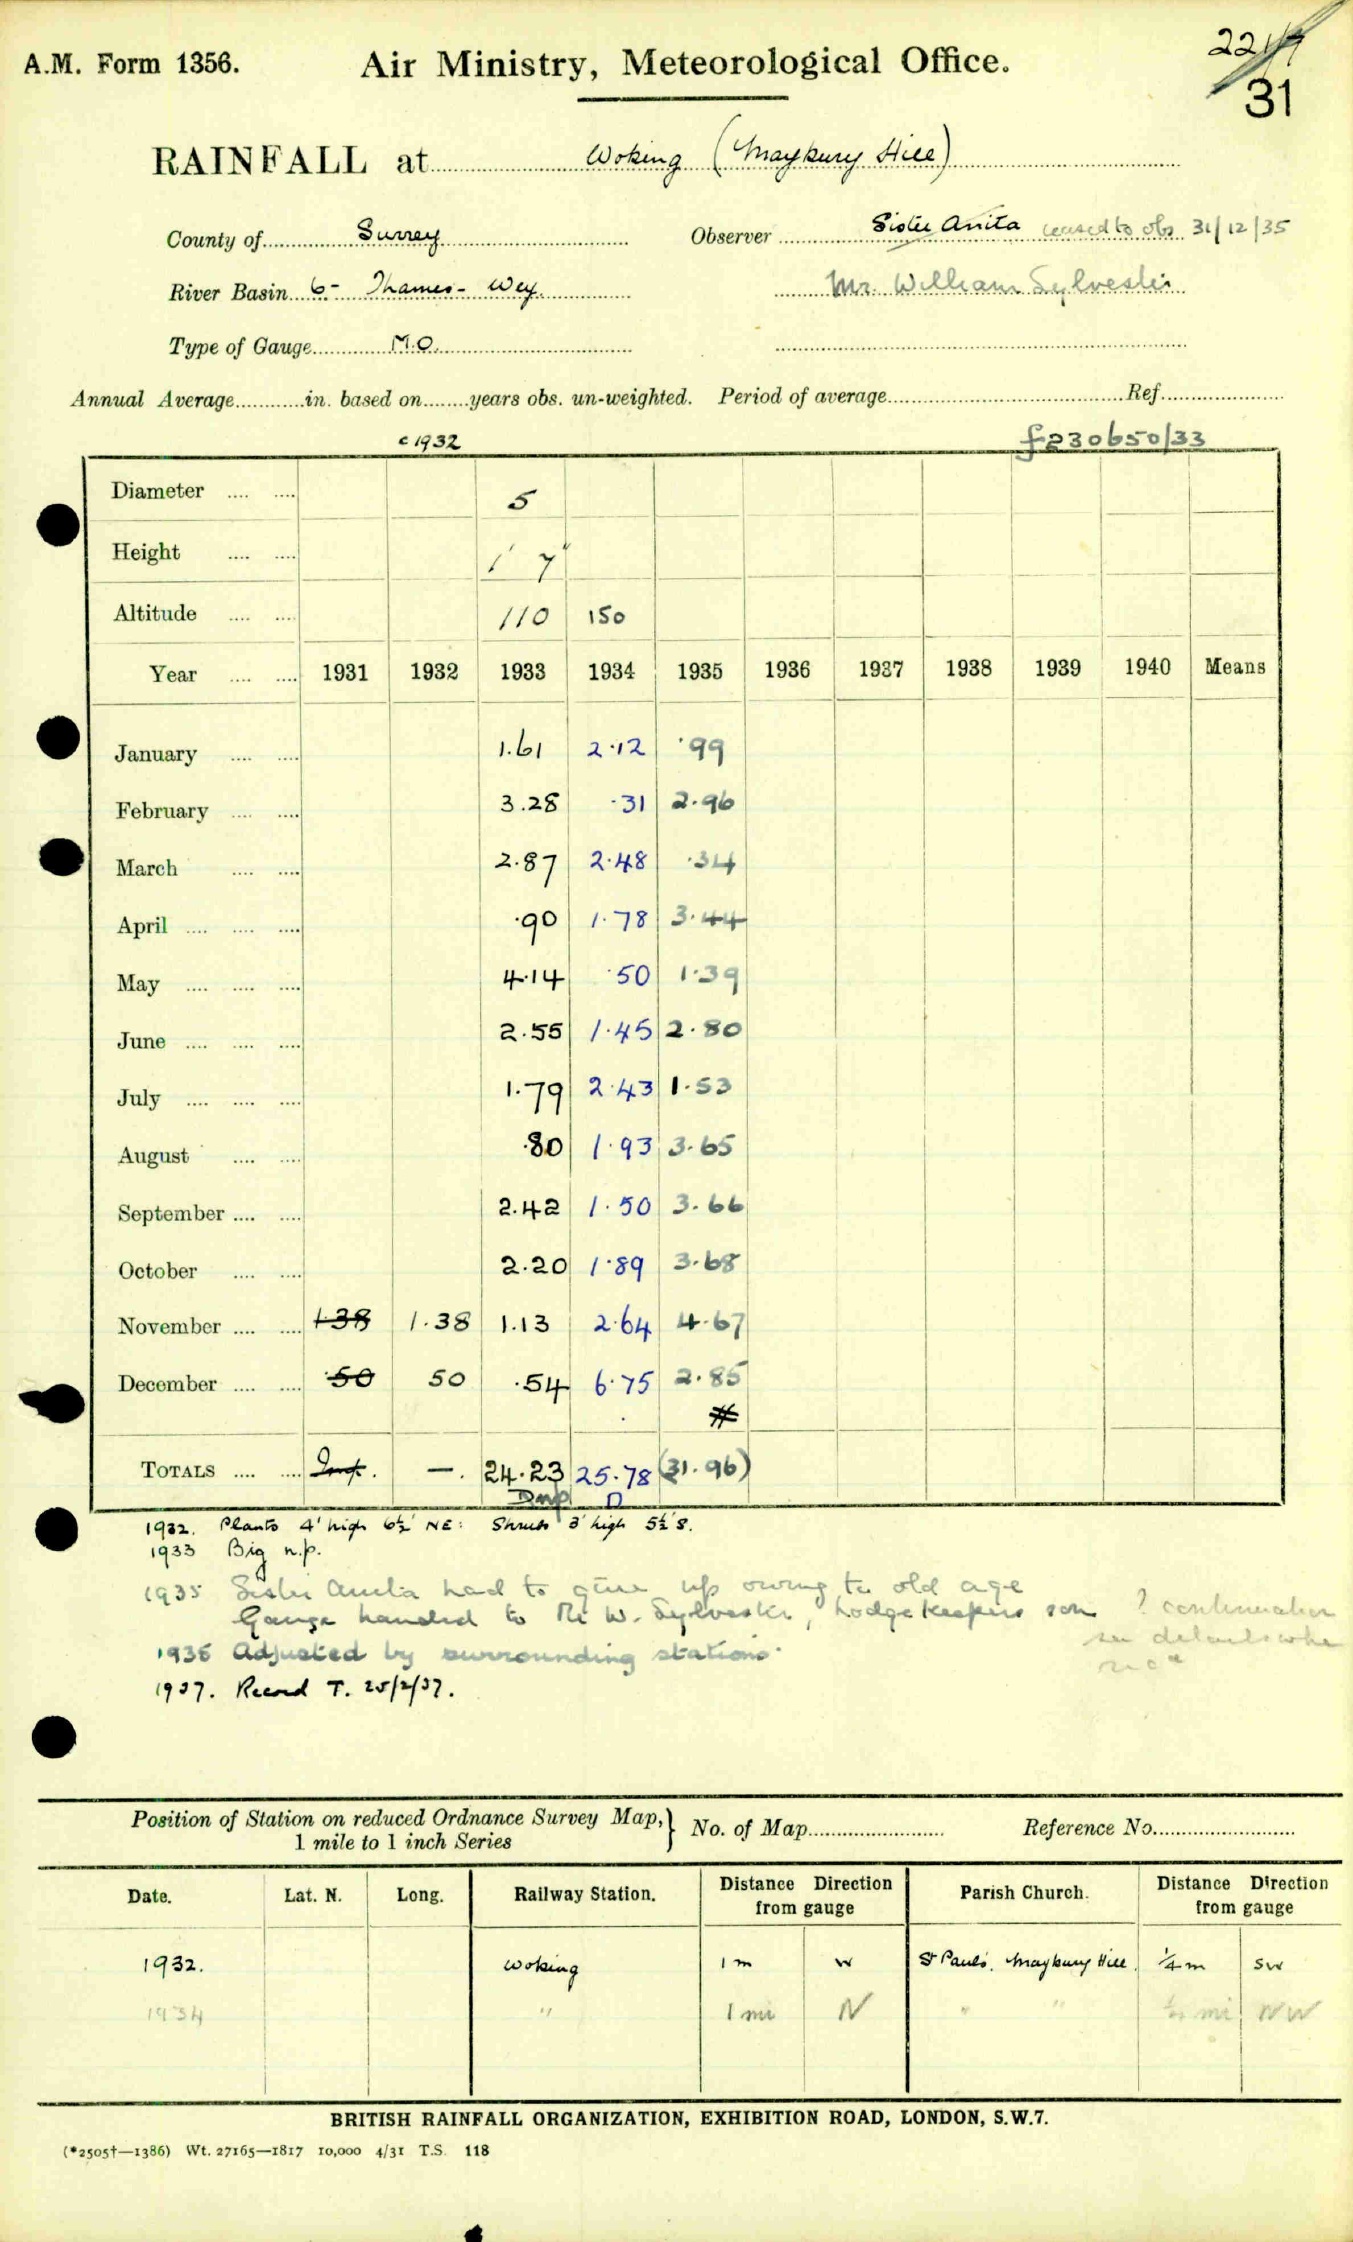 A.M. Form 1356.
Air Ministry, Meteorological Office.
31
RAINFALL at Woking (Maybury Hill)
County of Surrey Observer Sister Anita ceased to obs 31/12/35
River Basin 6- Thames - Wey. Mr. William Sylvester
Type of Gauge M.O.
Annual Average............in. based on........years obs. un-weighted. Period of average........Ref........
c 1932 f230650/33
Diameter .... .... 5
Height .... .... 1' 7"
Altitude .... .... 110 150
Year .... .... 1931 1932 1933 1934 1935 1936 1937 1938 1939 1940 Means
January .... .... 1.61 2.12 .99
February .... .... 3.28 .31 2.96
March .... .... 2.87 2.48 .34
April .... .... .... .90 1.78 3.44
May .... .... .... 4.14 .50 1.39
June .... .... .... 2.55 1.45 2.80
July .... .... .... 1.79 2.43 1.53
August .... .... .80 1.93 3.65
September .... .... 2.42 1.50 3.66
October .... .... 2.20 1.89 3.68
November .... .... 1.38 1.38 1.13 2.64 4.67
December .... .... .50 50 .54 6.75 2.85
#
TOTALS .... .... Imp. —. 24.23 25.78 (31.96)
D
1932. Plants 4' high 6½' NE: Shrub 3' high 5½' S.
1933 Big n.p.
1935 Sister Anita had to give up owing to old age
Gauge handed to Mr W. Sylvester, Lodge Keepers son ? continuation
see details
1936 Adjusted by surrounding stations.
1937. Record T. 25/2/37.
Position of Station on reduced Ordnance Survey Map, } No. of Map........ Reference No........
1 mile to 1 inch Series
Date. Lat. N. Long. Railway Station. Distance Direction from gauge Parish Church. Distance Direction from gauge
1932. Woking 1 m W St Paul's. Maybury Hill. ¼ m SW
1934 " 1 mi N " " mi NW
BRITISH RAINFALL ORGANIZATION, EXHIBITION ROAD, LONDON, S.W.7.
(*2505†—1386) Wt. 27165—1817 10,000 4/31 T.S. 118